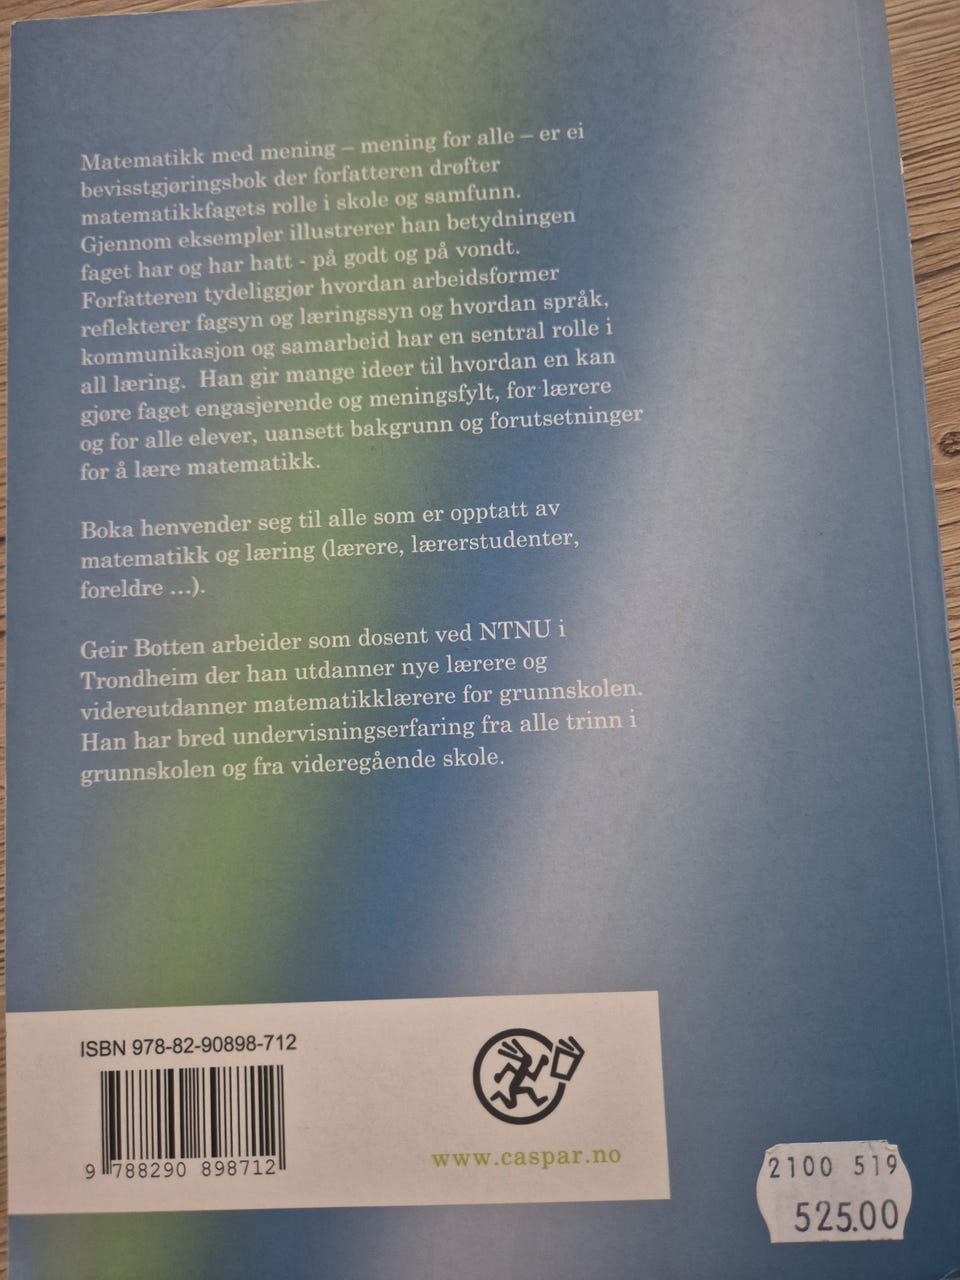 Matematikk med mening – mening for alle – er ei
bevisstgjøringsbok der forfatteren drøfter
matematikkfagets rolle i skole og samfunn.
Gjennom eksempler illustrerer han betydningen
faget har og har hatt - på godt og på vondt.
Forfatteren tydeliggjør hvordan arbeidsformer
reflekterer fagsyn og læringssyn og hvordan språk,
kommunikasjon og samarbeid har en sentral rolle i
all læring. Han gir mange ideer til hvordan en kan
gjøre faget engasjerende og meningsfylt, for lærere
og for alle elever, uansett bakgrunn og forutsetninger
for å lære matematikk.
Boka henvender seg til alle som er opptatt av
matematikk og læring (lærere, lærerstudenter,
foreldre ...).
Geir Botten arbeider som dosent ved NTNU i
Trondheim der han utdanner nye lærere og
videreutdanner matematikklærere for grunnskolen.
Han har bred undervisningserfaring fra alle trinn i
grunnskolen og fra videregående skole.
ISBN 978-82-90898-712
9 788290 898712
www.caspar.no
2100 519
525.00